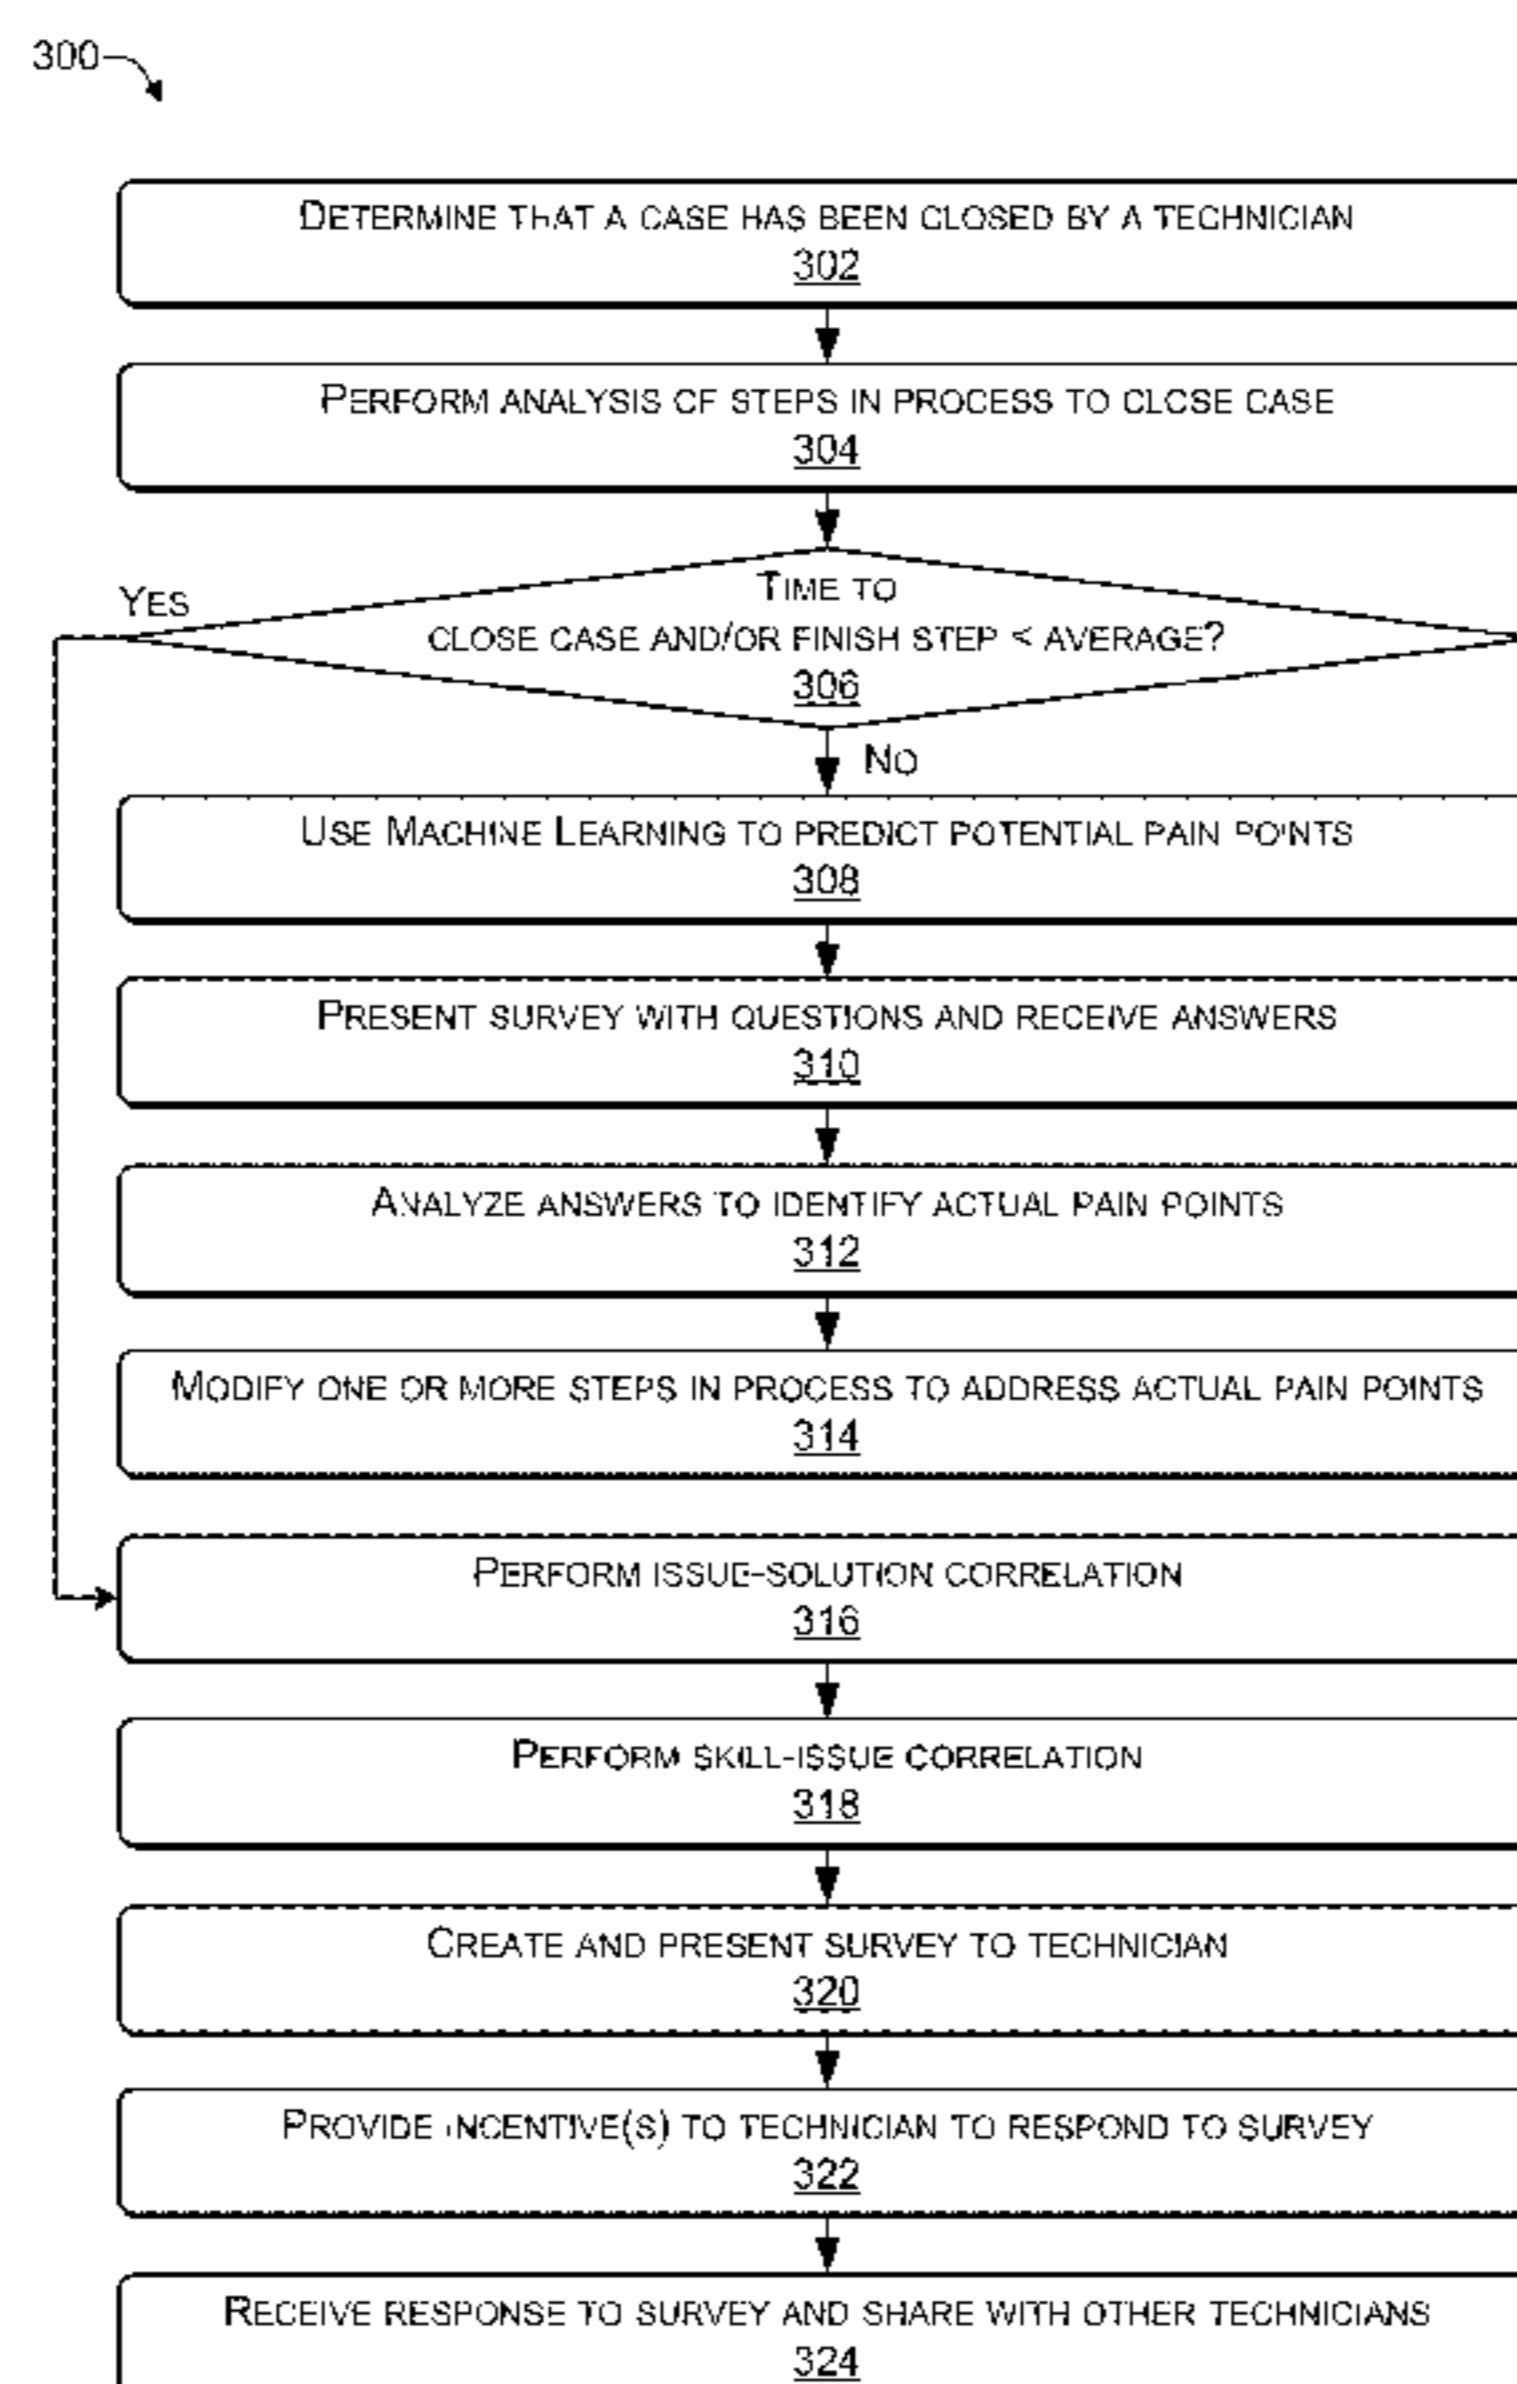 300
DETERMINE THAT A CASE HAS BEEN CLOSED BY A TECHNICIAN
302
PERFORM ANALYSIS OF STEPS IN PROCESS TO CLOSE CASE
304
YES
TIME TO
CLOSE CASE AND/OR FINISH STEP < AVERAGE?
306
NO
USE MACHINE LEARNING TO PREDICT POTENTIAL PAIN POINTS
308
PRESENT SURVEY WITH QUESTIONS AND RECEIVE ANSWERS
310
ANALYZE ANSWERS TO IDENTIFY ACTUAL PAIN POINTS
312
MODIFY ONE OR MORE STEPS IN PROCESS TO ADDRESS ACTUAL PAIN POINTS
314
PERFORM ISSUE-SOLUTION CORRELATION
316
PERFORM SKILL-ISSUE CORRELATION
318
CREATE AND PRESENT SURVEY TO TECHNICIAN
320
PROVIDE INCENTIVE(S) TO TECHNICIAN TO RESPOND TO SURVEY
322
RECEIVE RESPONSE TO SURVEY AND SHARE WITH OTHER TECHNICIANS
324